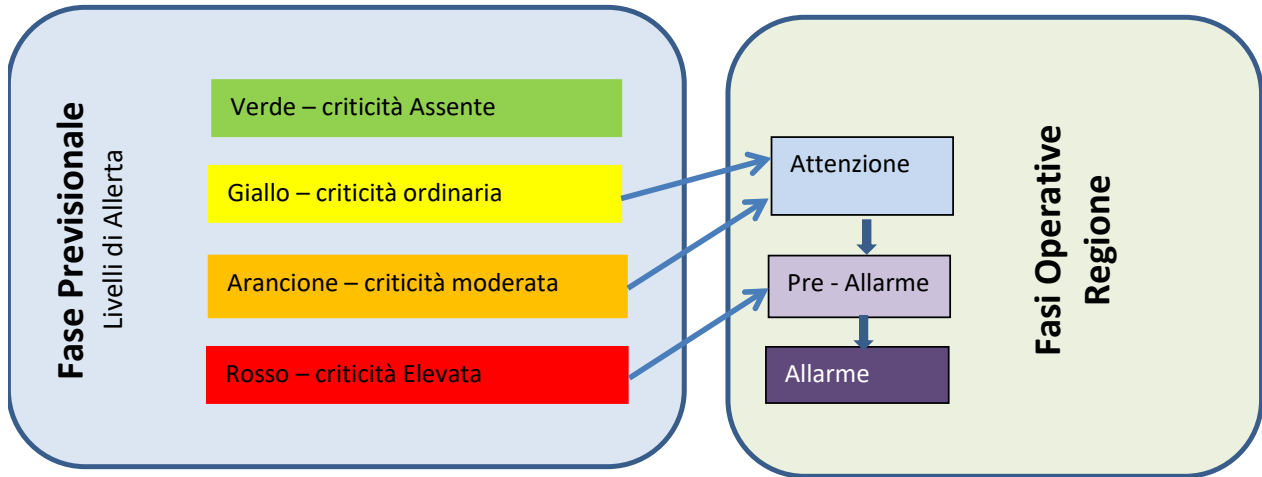 Fase Previsionale
Livelli di Allerta
Verde – criticità Assente
Giallo – criticità ordinaria
Arancione – criticità moderata
Rosso – criticità Elevata
Attenzione
Pre - Allarme
Allarme
Fasi Operative
Regione